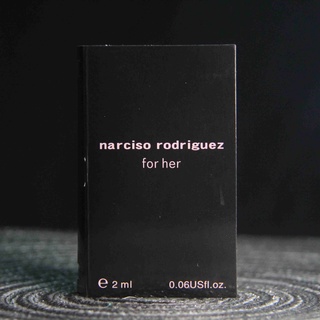 narciso rodriguez
for her
℮ 2 ml 0.06USfl.oz.